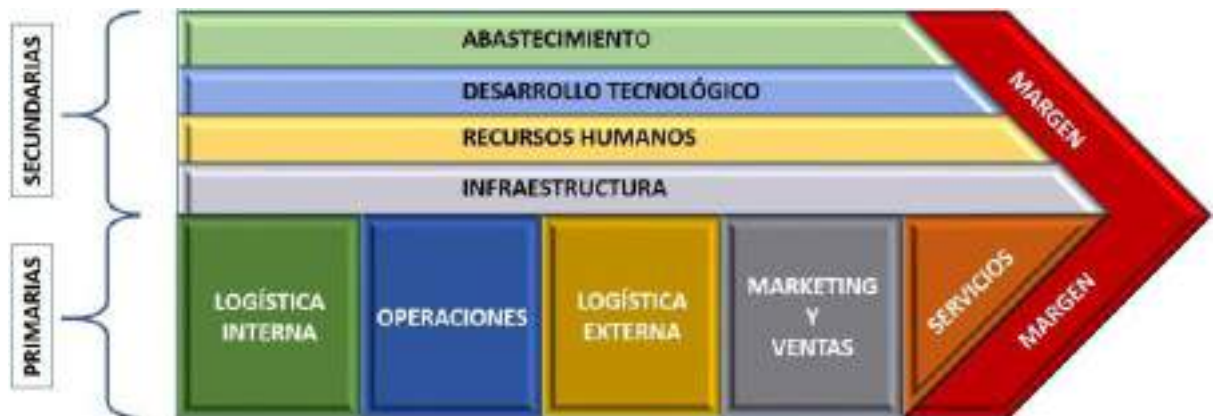 SECUNDARIAS
ABASTECIMIENTO
DESARROLLO TECNOLÓGICO
RECURSOS HUMANOS
INFRAESTRUCTURA
MARGEN
PRIMARIAS
LOGÍSTICA
INTERNA
OPERACIONES
LOGÍSTICA
EXTERNA
MARKETING
Y
VENTAS
SERVICIOS
MARGEN